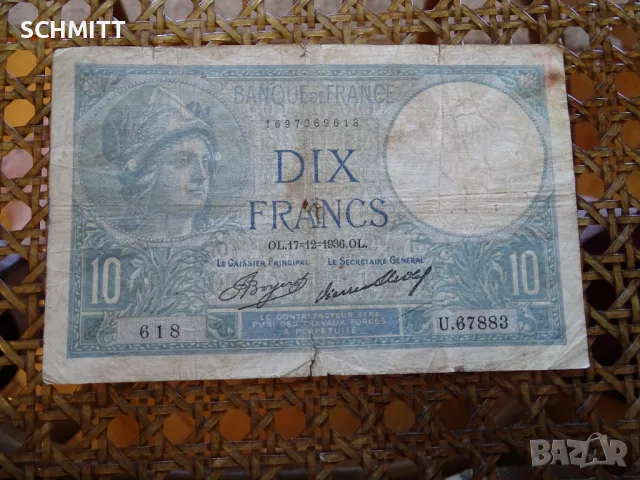 SCHMITT
BANQUE DE FRANCE
1697069618
DIX
FRANCS
OL.17=12=1936.OL.
LE CAISSIER PRINCIPAL
LE SECRÉTAIRE GÉNÉRAL
10
10
LE CONTREFACTEUR SERA
PUNI DES TRAVAUX FORCÉS
À PERPÉTUITÉ
618
U.67883
BAZAR